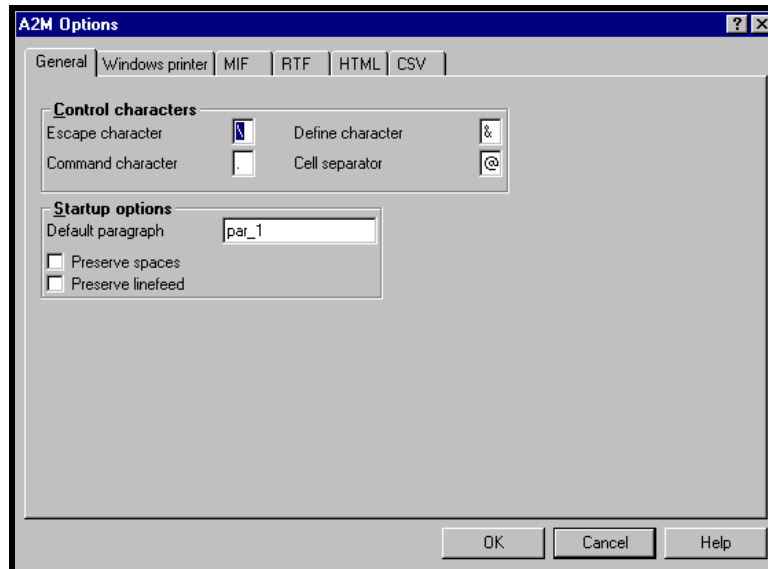 A2M Options
General Windows printer MIF RTF HTML CSV
Control characters
Escape character \ Define character &
Command character . Cell separator @
Startup options
Default paragraph par_1
Preserve spaces
Preserve linefeed
OK Cancel Help